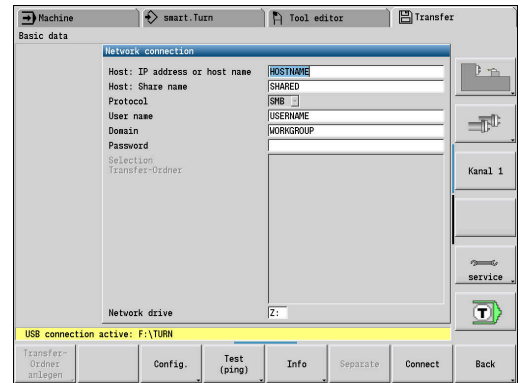 Machine
smart.Turn
Tool editor
Transfer
Basic data
Network connection
Host: IP address or host name HOSTNAME
Host: Share name SHARED
Protocol SMB
User name USERNAME
Domain WORKGROUP
Password
Selection
Transfer-Ordner
Network drive Z:
Kanal 1
service
T
USB connection active: F:\TURN
Transfer-
Ordner
anlegen
Config.
Test
(ping)
Info
Separate
Connect
Back